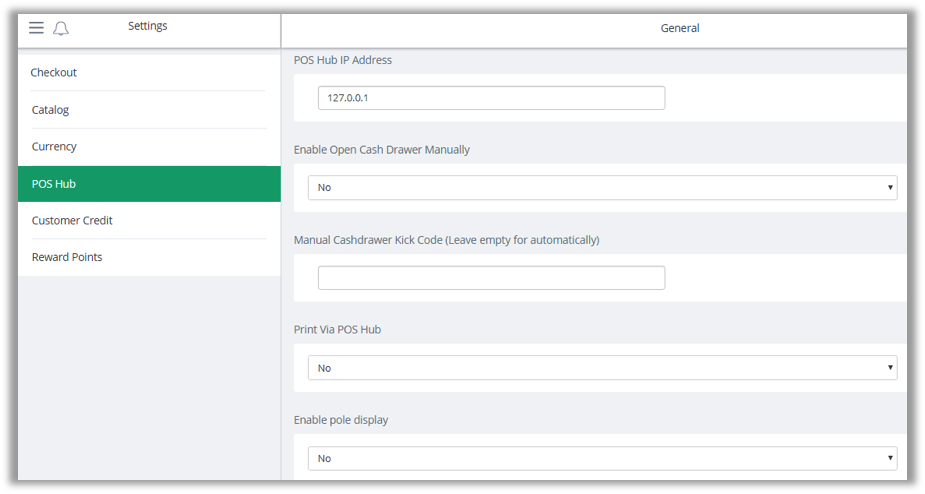 Settings
General
Checkout
Catalog
Currency
POS Hub
Customer Credit
Reward Points
POS Hub IP Address
127.0.0.1
Enable Open Cash Drawer Manually
No
Manual Cashdrawer Kick Code (Leave empty for automatically)
Print Via POS Hub
No
Enable pole display
No